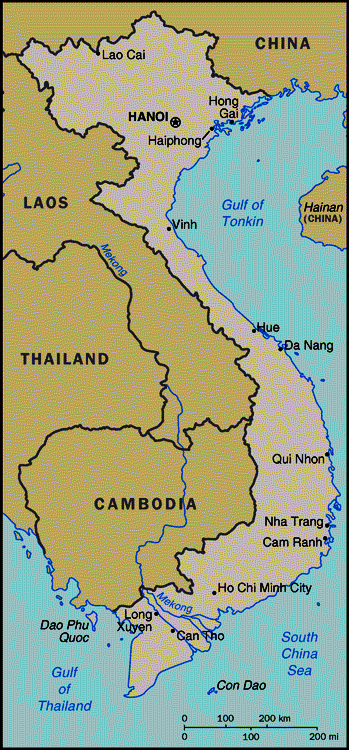 CHINA
Lao Cai
Hong
Gai
HANOI
Haiphong
LAOS
Gulf of
Tonkin
Hainan
(CHINA)
Vinh
Mekong
Hue
Da Nang
THAILAND
Qui Nhon
CAMBODIA
Nha Trang
Cam Ranh
Ho Chi Minh City
Mekong
Long
Xuyen
Can Tho
Dao Phu
Quoc
South
China
Sea
Gulf
of
Thailand
Con Dao
0 100 200 km
0 100 200 mi